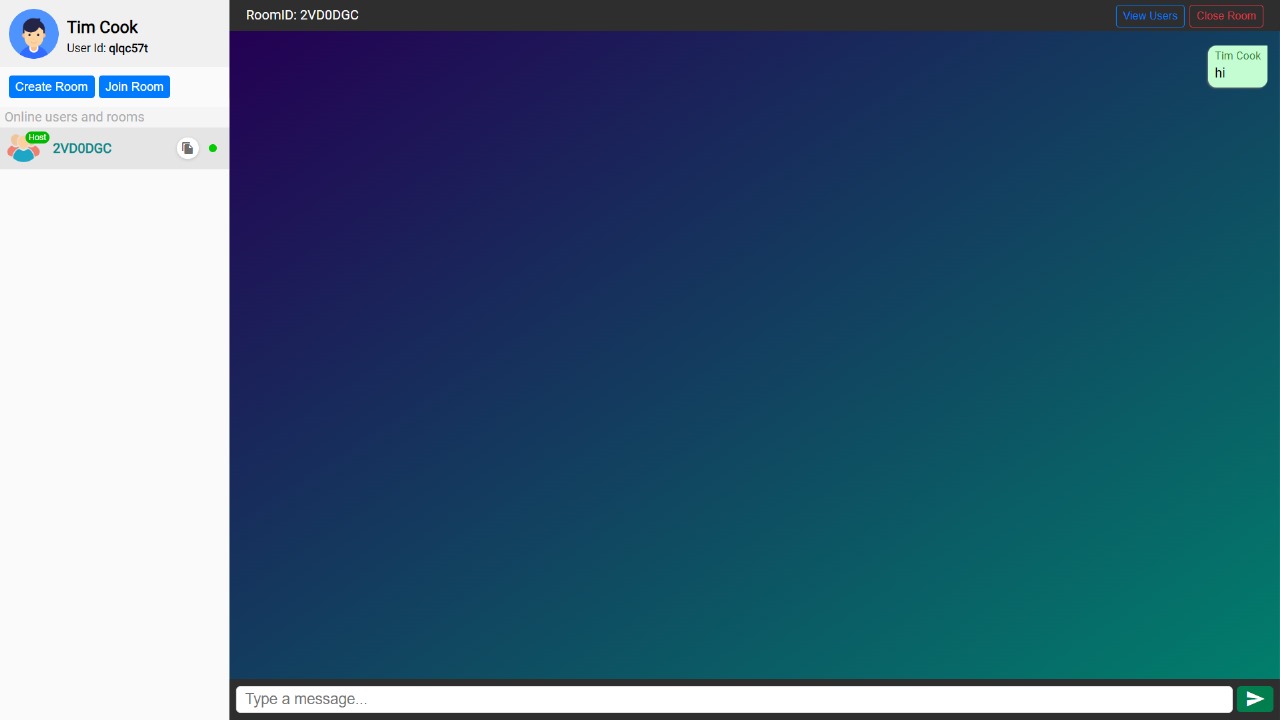 Tim Cook
User Id: qlqc57t
Create Room Join Room
Online users and rooms
Host
2VD0DGC
RoomID: 2VD0DGC
View Users Close Room
Tim Cook
hi
Type a message...